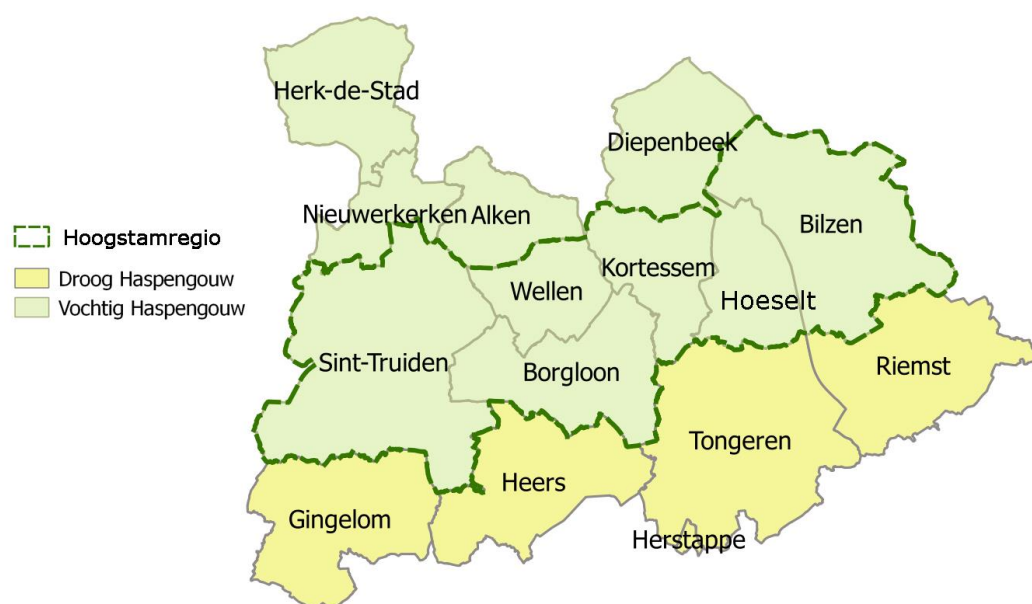 Herk-de-Stad
Diepenbeek
Nieuwerkerken
Alken
Bilzen
Hoogstamregio
Kortessem
Droog Haspengouw
Wellen
Hoeselt
Vochtig Haspengouw
Sint-Truiden
Borgloon
Riemst
Tongeren
Heers
Gingelom
Herstappe